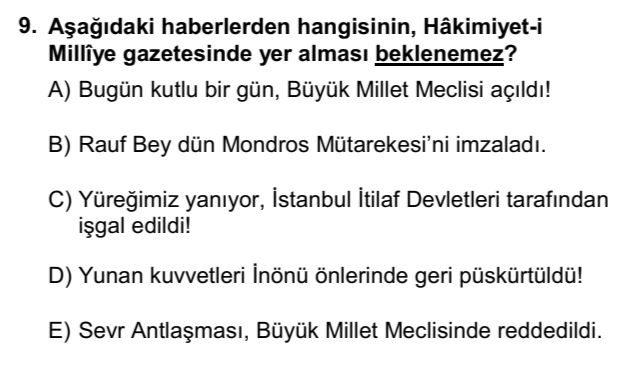 9. Aşağıdaki haberlerden hangisinin, Hâkimiyet-i
Millîye gazetesinde yer alması beklenemez?
A) Bugün kutlu bir gün, Büyük Millet Meclisi açıldı!
B) Rauf Bey dün Mondros Mütarekesi’ni imzaladı.
C) Yüreğimiz yanıyor, İstanbul İtilaf Devletleri tarafından
işgal edildi!
D) Yunan kuvvetleri İnönü önlerinde geri püskürtüldü!
E) Sevr Antlaşması, Büyük Millet Meclisinde reddedildi.